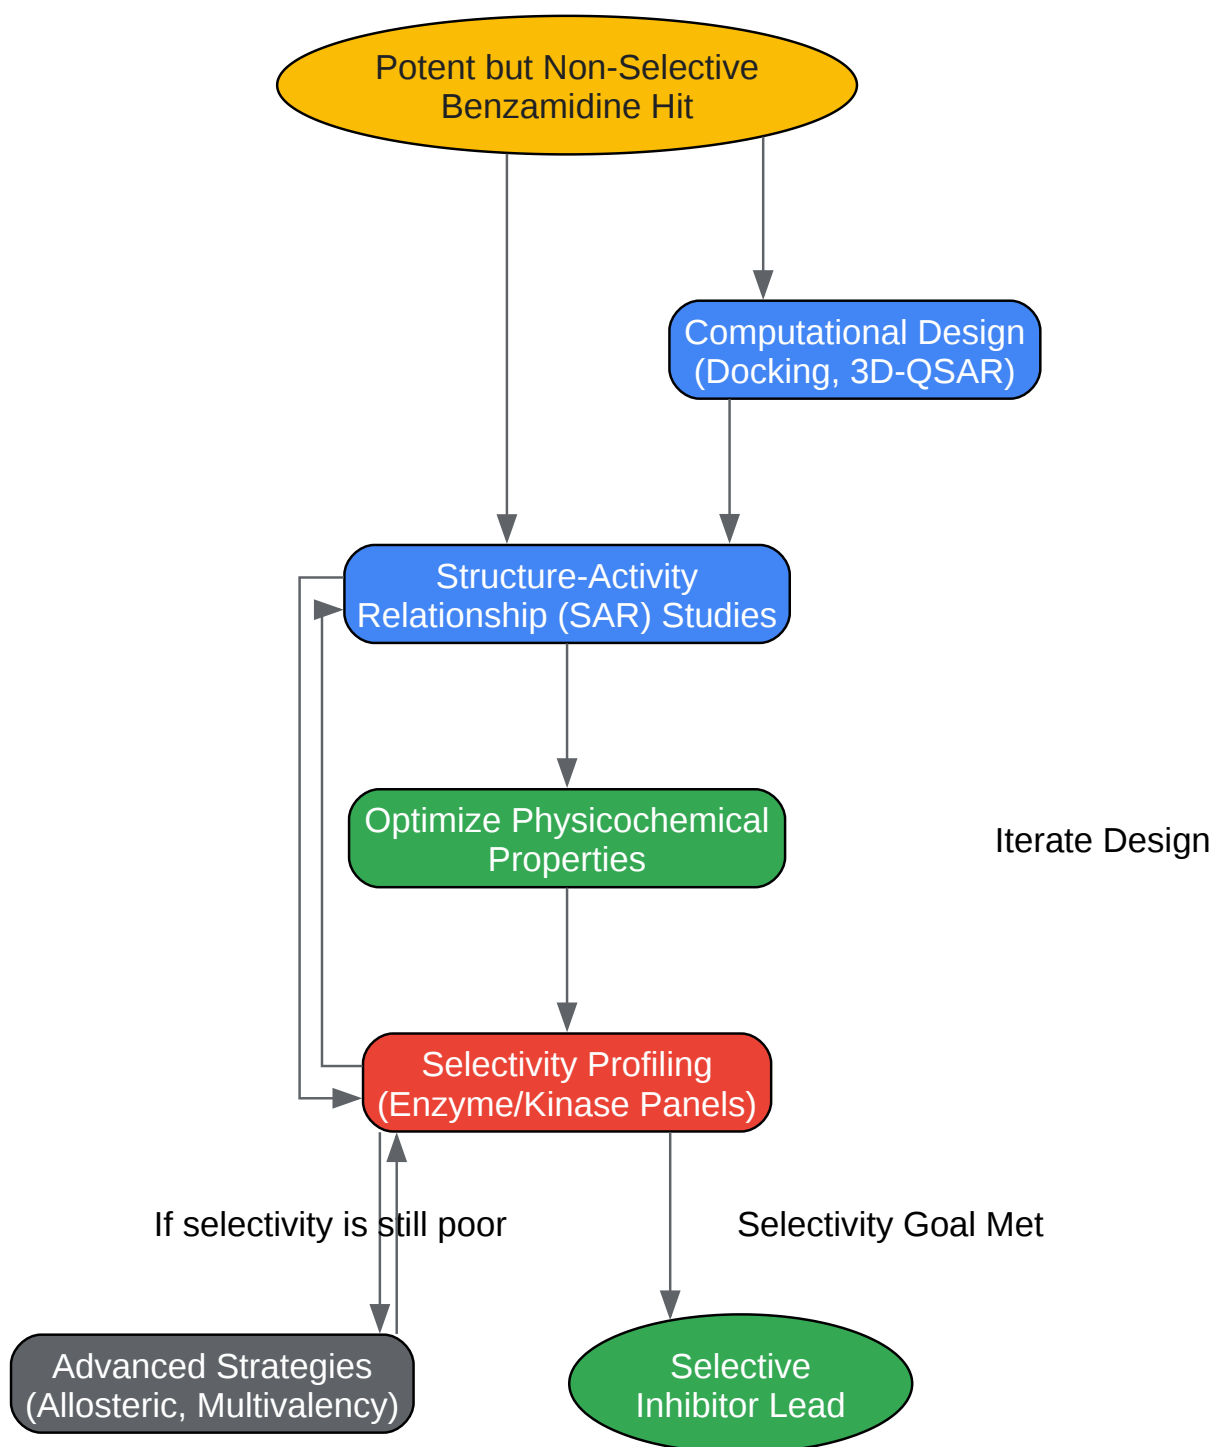 Potent but Non-Selective
Benzamidine Hit
Computational Design
(Docking, 3D-QSAR)
Structure-Activity
Relationship (SAR) Studies
Optimize Physicochemical
Properties
Iterate Design
Selectivity Profiling
(Enzyme/Kinase Panels)
If selectivity is still poor
Selectivity Goal Met
Advanced Strategies
(Allosteric, Multivalency)
Selective
Inhibitor Lead